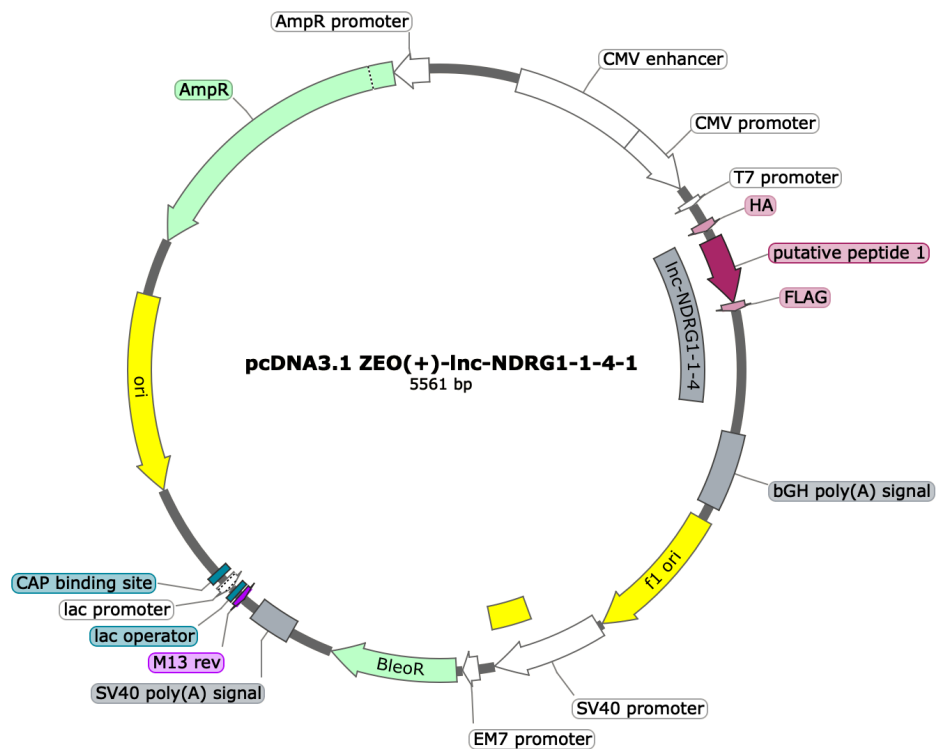 AmpR promoter
CMV enhancer
AmpR
CMV promoter
T7 promoter
HA
putative peptide 1
lnc-NDRG1-1-4
FLAG
pcDNA3.1 ZEO(+)-lnc-NDRG1-1-4-1
5561 bp
ori
bGH poly(A) signal
f1 ori
CAP binding site
lac promoter
lac operator
M13 rev
BleoR
SV40 poly(A) signal
SV40 promoter
EM7 promoter